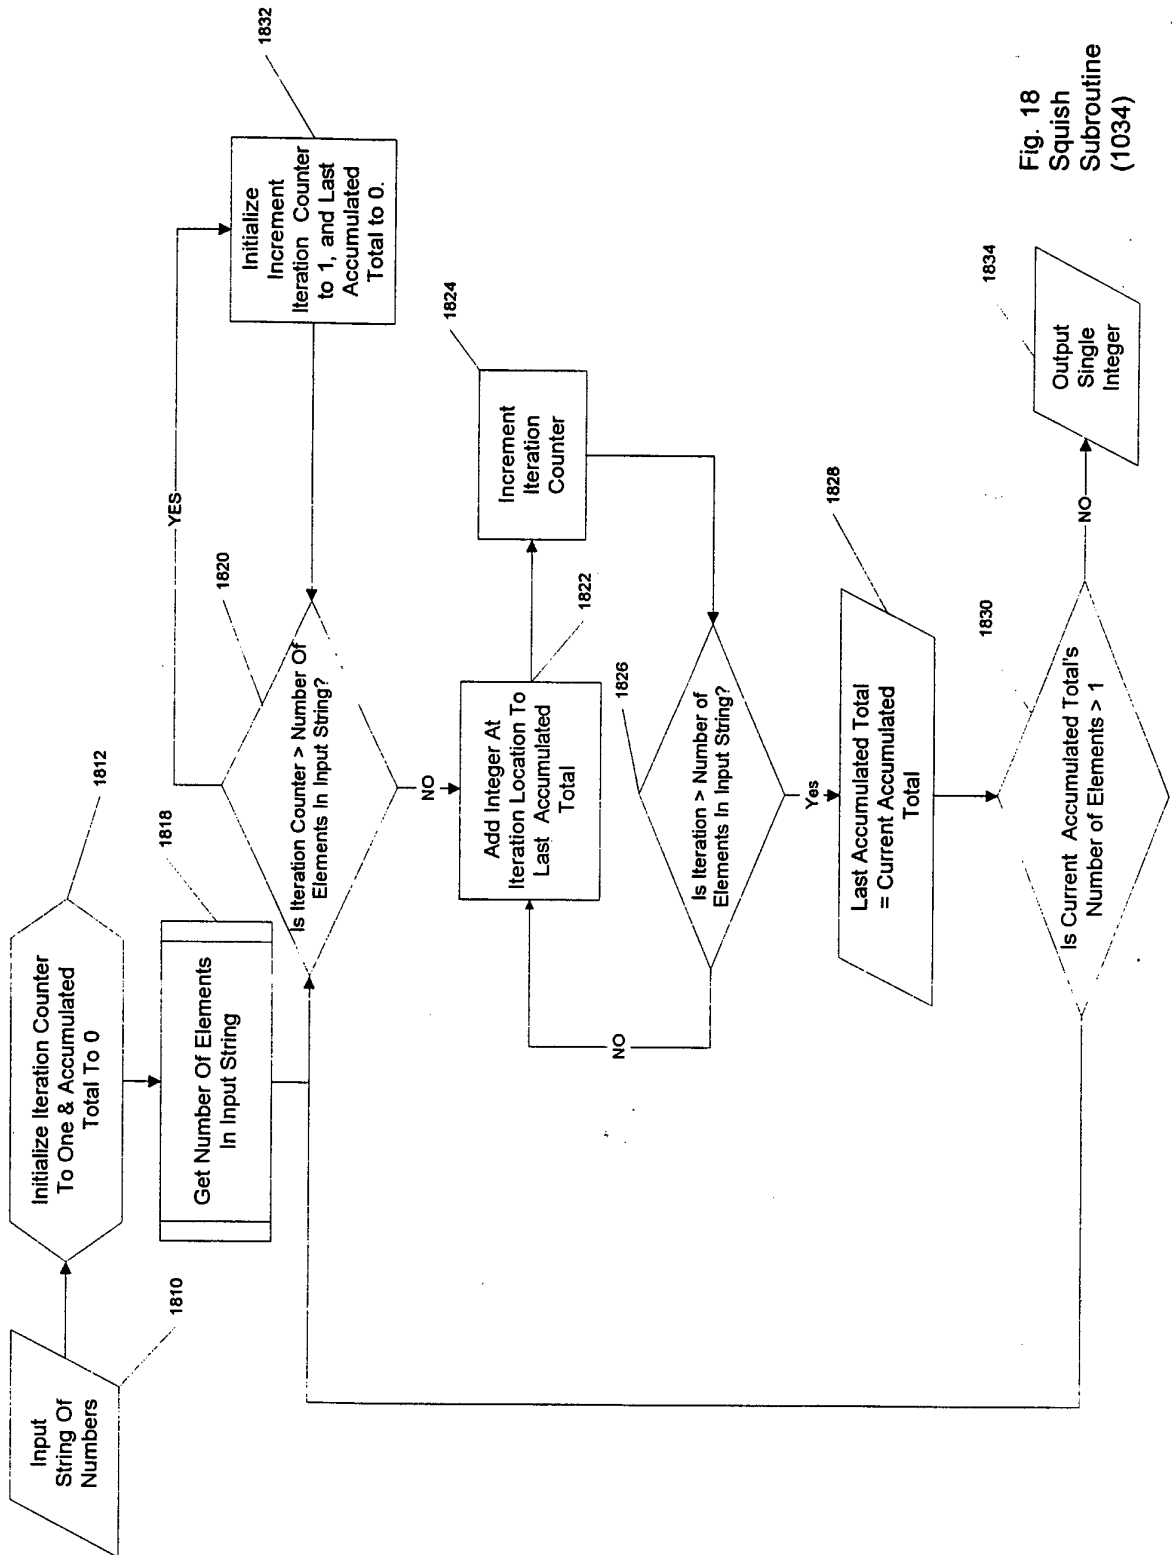 Input
String Of
Numbers
1810
Initialize Iteration Counter
To One & Accumulated
Total To 0
1812
Get Number Of Elements
In Input String
1818
Is Iteration Counter > Number Of
Elements In Input String?
1820
YES
Initialize
Increment
Iteration Counter
to 1, and Last
Accumulated
Total to 0.
1832
NO
Add Integer At
Iteration Location To
Last Accumulated
Total
1822
Increment
Iteration
Counter
1824
Is Iteration > Number of
Elements In Input String?
1826
NO
Yes
Last Accumulated Total
= Current Accumulated
Total
1828
Is Current Accumulated Total's
Number of Elements > 1
1830
NO
Output
Single
Integer
1834
Fig. 18
Squish
Subroutine
(1034)